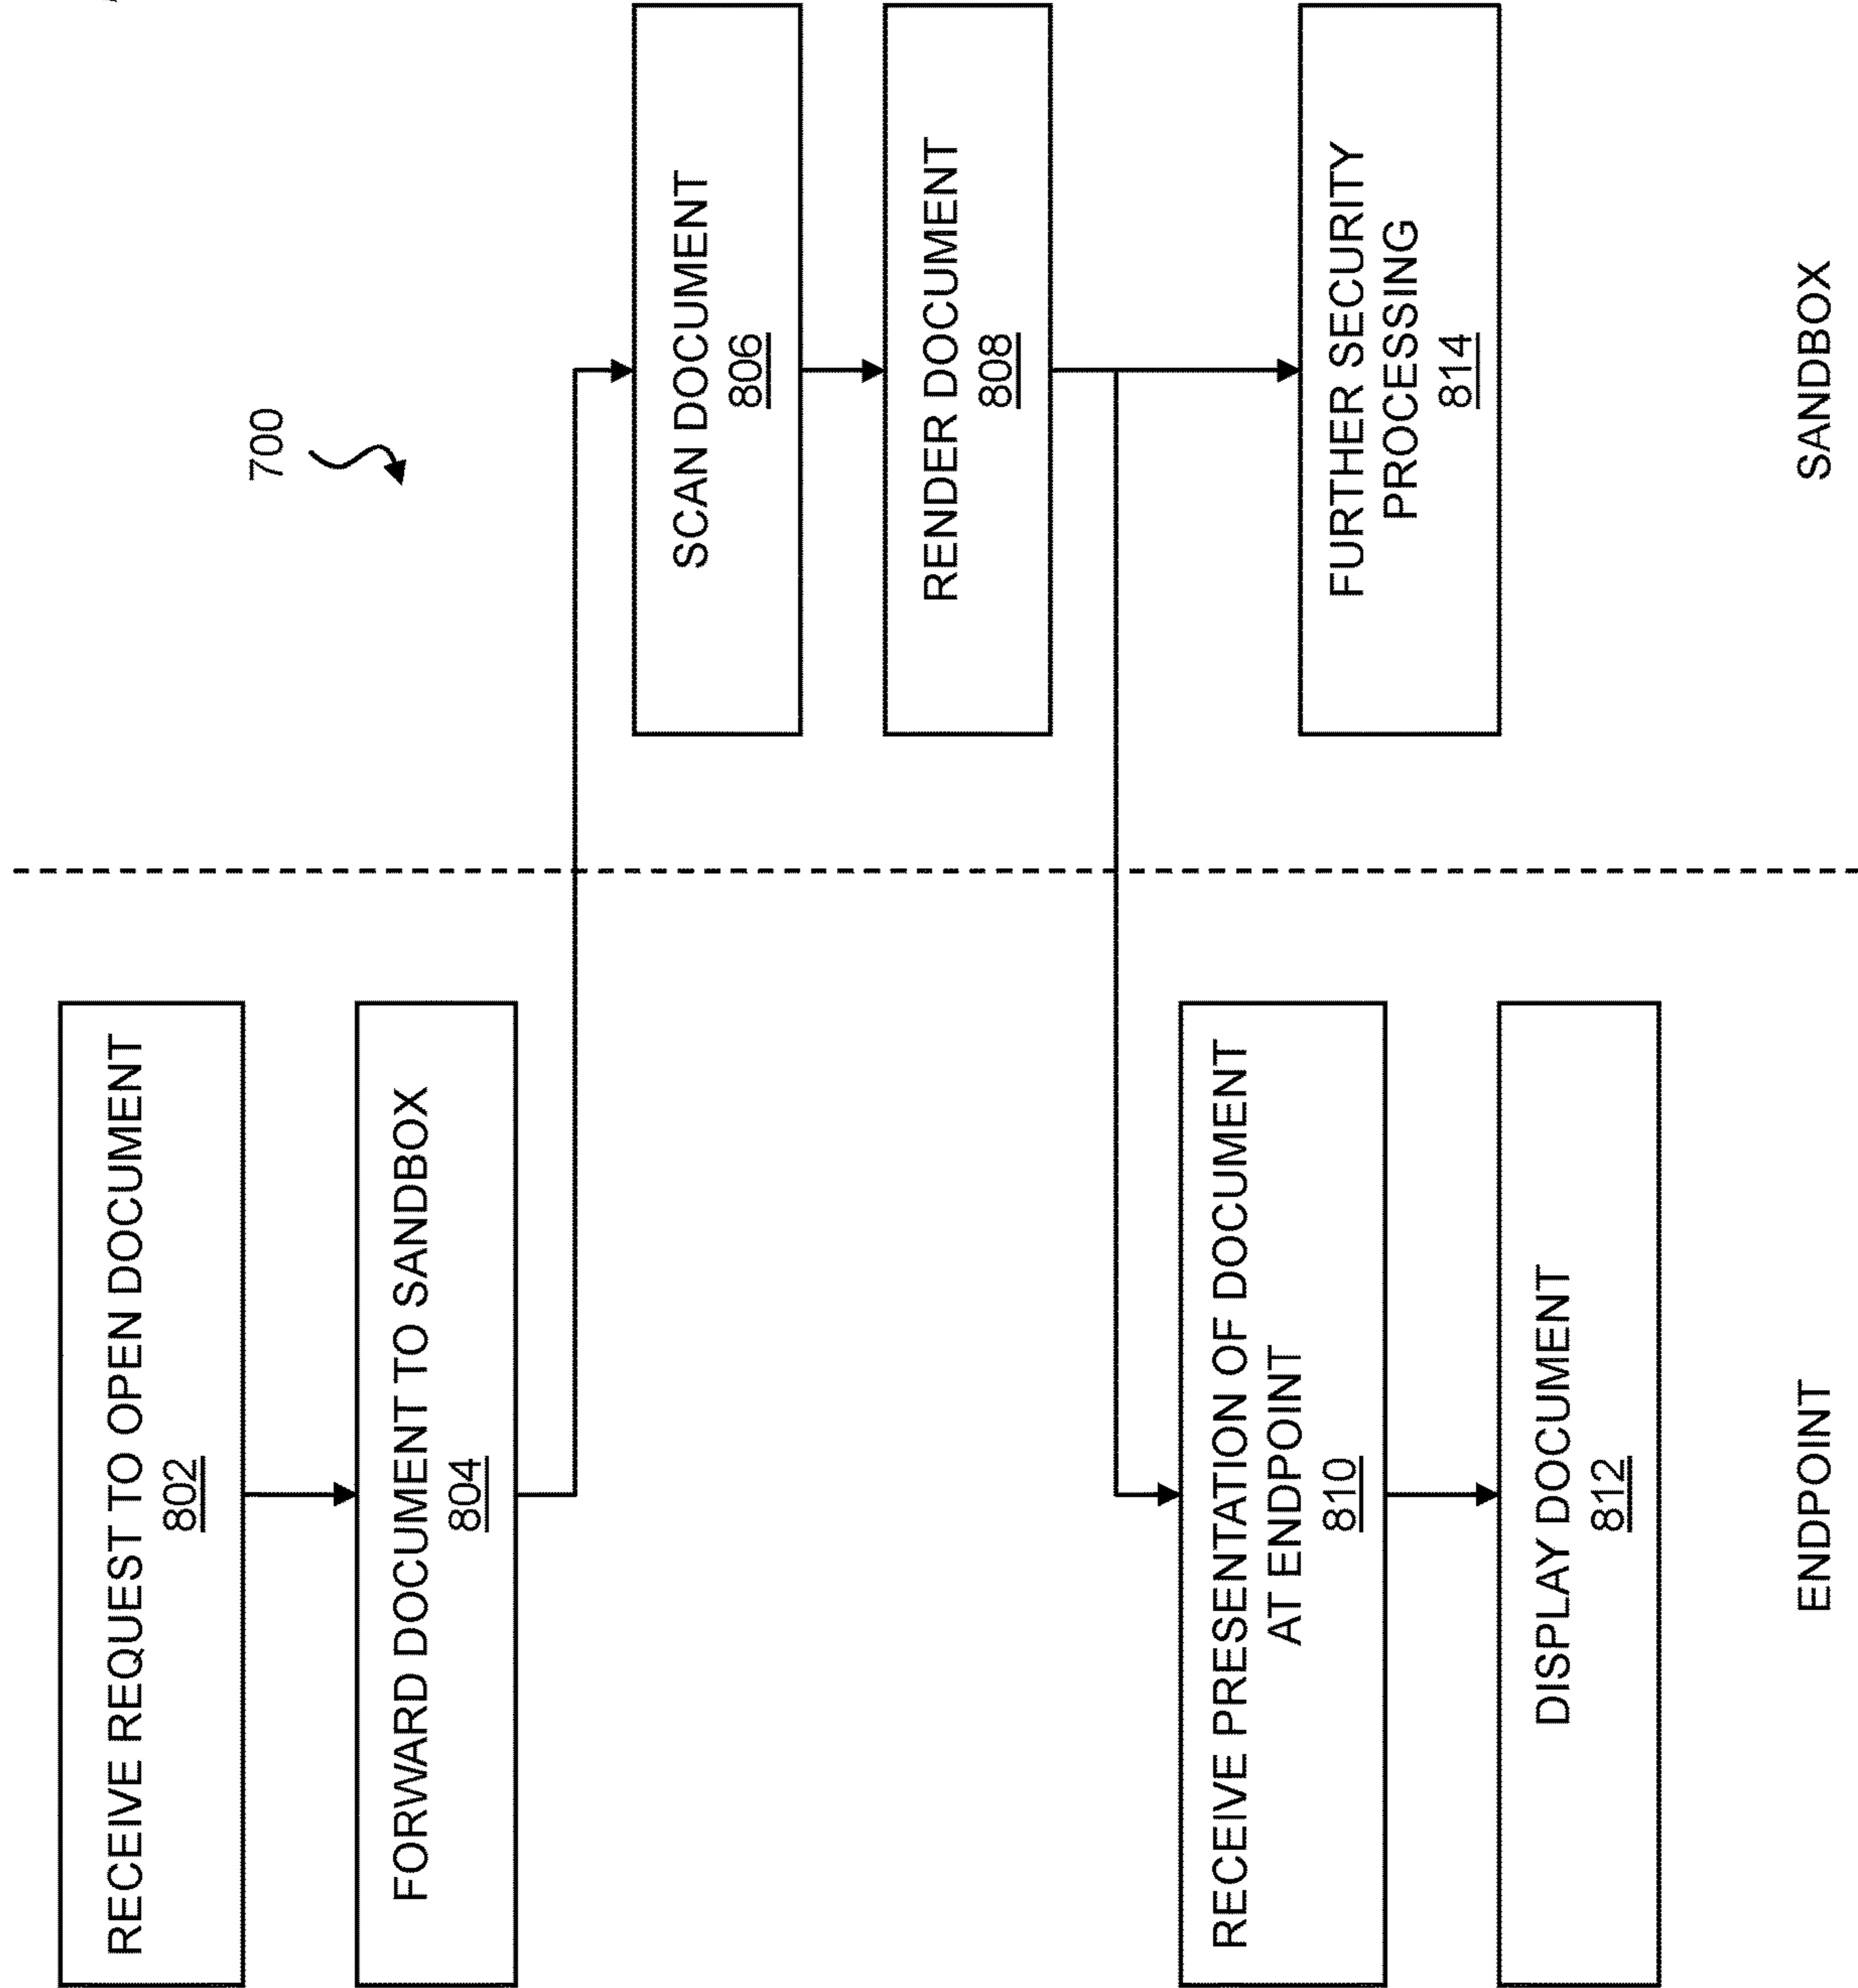 700
RECEIVE REQUEST TO OPEN DOCUMENT
802
FORWARD DOCUMENT TO SANDBOX
804
SCAN DOCUMENT
806
RENDER DOCUMENT
808
RECEIVE PRESENTATION OF DOCUMENT
AT ENDPOINT
810
DISPLAY DOCUMENT
812
FURTHER SECURITY
PROCESSING
814
ENDPOINT
SANDBOX